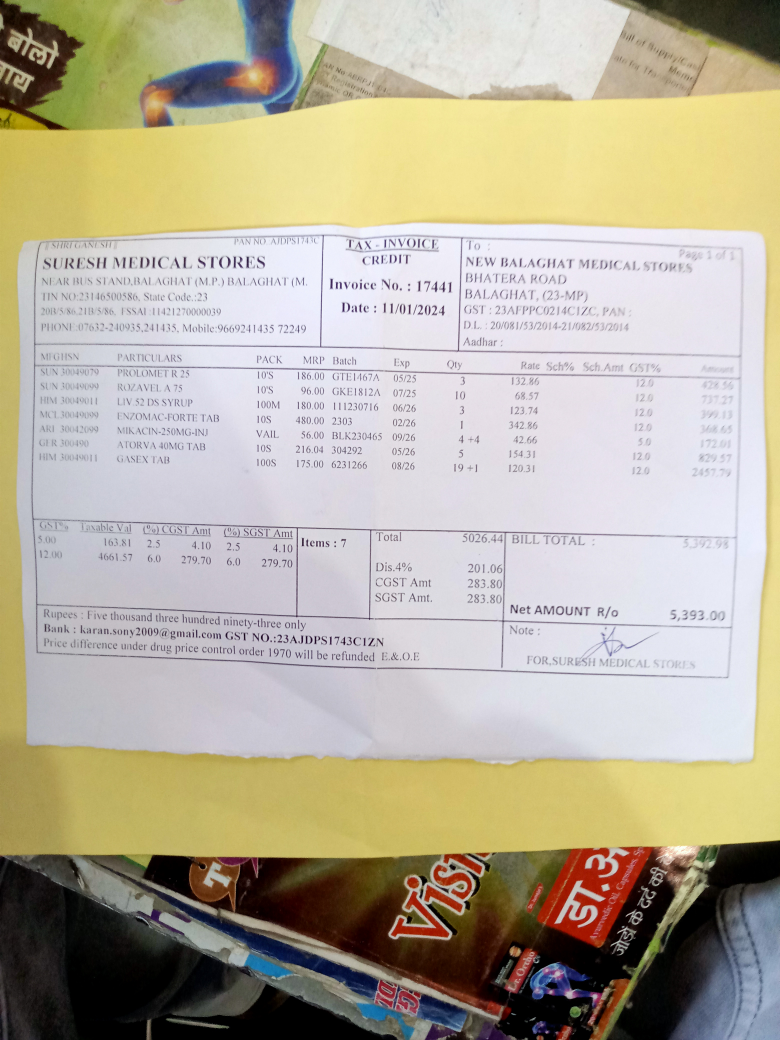 बोलो
Bill of Supply/Cash
Memo
|| SHRI GANESH || PAN NO. AJDPS1743C
SURESH MEDICAL STORES
NEAR BUS STAND,BALAGHAT (M.P.) BALAGHAT (M.
TIN NO:23146500586, State Code.:23
20B/5/86,21B/5/86, FSSAI :11421270000039
PHONE:07632-240935,241435, Mobile:9669241435 72249
TAX - INVOICE
CREDIT
Invoice No. : 17441
Date : 11/01/2024
To : Page 1 of 1
NEW BALAGHAT MEDICAL STORES
BHATERA ROAD
BALAGHAT, (23-MP)
GST : 23AFPPC0214C1ZC, PAN :
D.L. : 20/081/53/2014-21/082/53/2014
Aadhar :
MFGHSN PARTICULARS PACK MRP Batch Exp Qty Rate Sch% Sch.Amt GST% Amount
SUN 30049079 PROLOMET R 25 10'S 186.00 GTE1467A 05/25 3 132.86 12.0 428.56
SUN 30049099 ROZAVEL A 75 10'S 96.00 GKE1812A 07/25 10 68.57 12.0 737.27
HIM 30049011 LIV 52 DS SYRUP 100M 180.00 111230716 06/26 3 123.74 12.0 399.13
MCL 30049099 ENZOMAC-FORTE TAB 10S 480.00 2303 02/26 1 342.86 12.0 368.65
ARI 30042099 MIKACIN-250MG-INJ VAIL 56.00 BLK230465 09/26 4 +4 42.66 5.0 172.01
GER 300490 ATORVA 40MG TAB 10S 216.04 304292 05/26 5 154.31 12.0 829.57
HIM 30049011 GASEX TAB 100S 175.00 6231266 08/26 19 +1 120.31 12.0 2457.79
GST% Taxable Val (%) CGST Amt (%) SGST Amt
5.00 163.81 2.5 4.10 2.5 4.10
12.00 4661.57 6.0 279.70 6.0 279.70
Items : 7
Total 5026.44
Dis.4% 201.06
CGST Amt 283.80
SGST Amt. 283.80
BILL TOTAL : 5,392.98
Net AMOUNT R/o 5,393.00
Rupees : Five thousand three hundred ninety-three only
Bank : karan.sony2009@gmail.com GST NO.:23AJDPS1743C1ZN
Price difference under drug price control order 1970 will be refunded E.&.O.E
Note :
FOR,SURESH MEDICAL STORES
डा.
जोड़ों के दर्द की
Ayurvedic Oil, Capsules,
Ortho